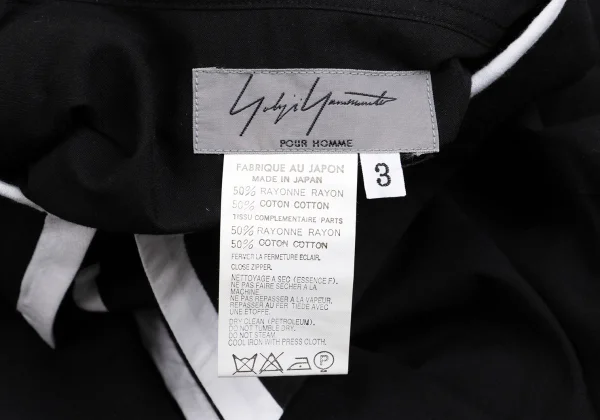 Yohji Yamamoto
POUR HOMME
3
FABRIQUE AU JAPON
MADE IN JAPAN
50% RAYONNE RAYON
50% COTON COTTON
TISSU COMPLEMENTAIRE/PARTS
50% RAYONNE RAYON
50% COTON COTTON
FERVOR LA FERMETURE ECLAIR.
CLOSE ZIPPER.
NETTOYAGE A SEC (ESSENCE F).
NE PAS FAIRE SECHER A LA
MACHINE.
NE PAS REPASSER A LA VAPEUR.
REPASSER AU FER TIEDE AVEC
UNE ETOFFE.
DRY CLEAN (PETROLEUM).
DO NOT TUMBLE DRY.
DO NOT STEAM.
COOL IRON WITH PRESS CLOTH.
P